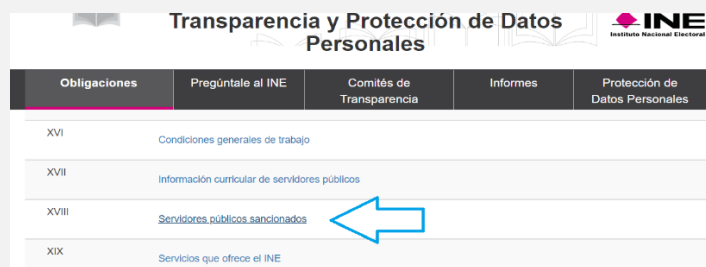 Transparencia y Protección de Datos
Personales
INE
Instituto Nacional Electoral
Obligaciones
Pregúntale al INE
Comités de
Transparencia
Informes
Protección de
Datos Personales
XVI
Condiciones generales de trabajo
XVII
Información curricular de servidores públicos
XVIII
Servidores públicos sancionados
XIX
Servicios que ofrece el INE